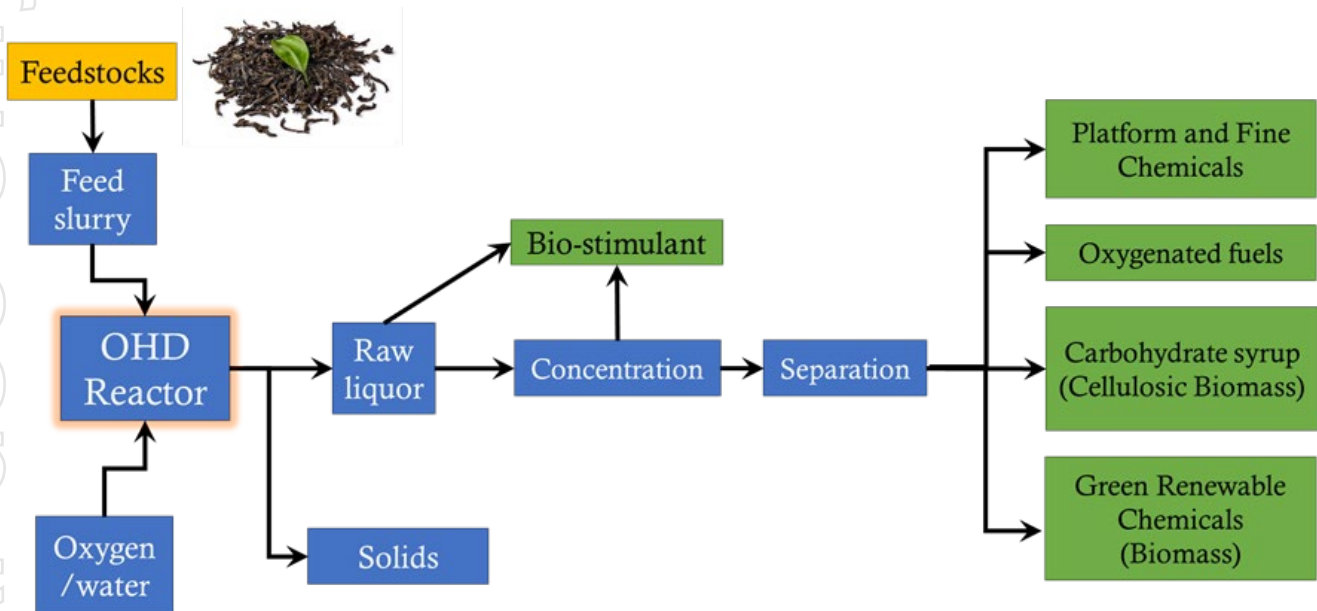 Feedstocks
Feed
slurry
OHD
Reactor
Oxygen
/water
Raw
liquor
Solids
Bio-stimulant
Concentration
Separation
Platform and Fine
Chemicals
Oxygenated fuels
Carbohydrate syrup
(Cellulosic Biomass)
Green Renewable
Chemicals
(Biomass)